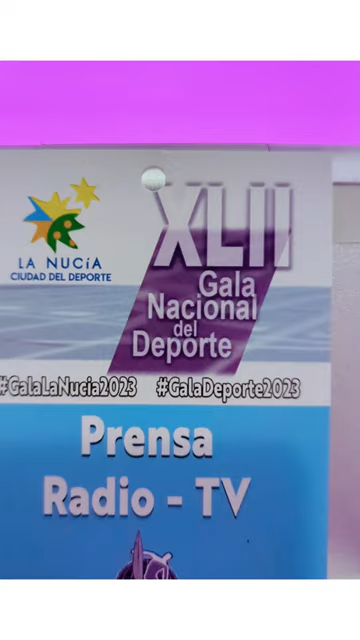 LA NUCíA
CIUDAD DEL DEPORTE
XLII
Gala
Nacional
del
Deporte
#GalaLaNucia2023 #GalaDeporte2023
Prensa
Radio - TV